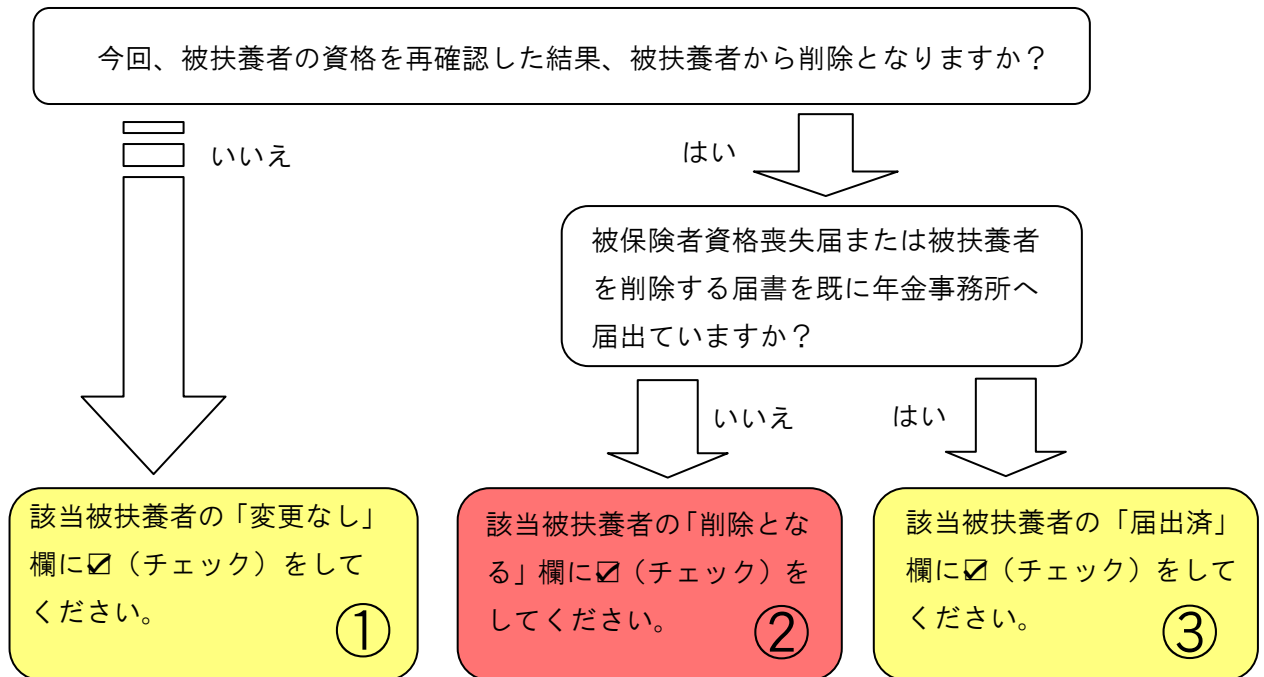 今回、被扶養者の資格を再確認した結果、被扶養者から削除となりますか？
いいえ
はい
被保険者資格喪失届または被扶養者
を削除する届書を既に年金事務所へ
届出ていますか？
いいえ
はい
該当被扶養者の「変更なし」
欄に☑（チェック）をして
ください。
①
該当被扶養者の「削除とな
る」欄に☑（チェック）を
してください。
②
該当被扶養者の「届出済」
欄に☑（チェック）をして
ください。
③